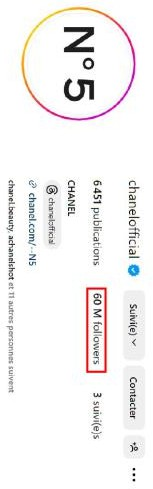 N°5
chanelofficial
Suivi(e)
Contacter
6 451 publications
60 M followers
3 suivi(e)s
CHANEL
chanelofficial
chanel.com/--N5
chanel.beauty, achanelshot et 11 autres personnes suivent